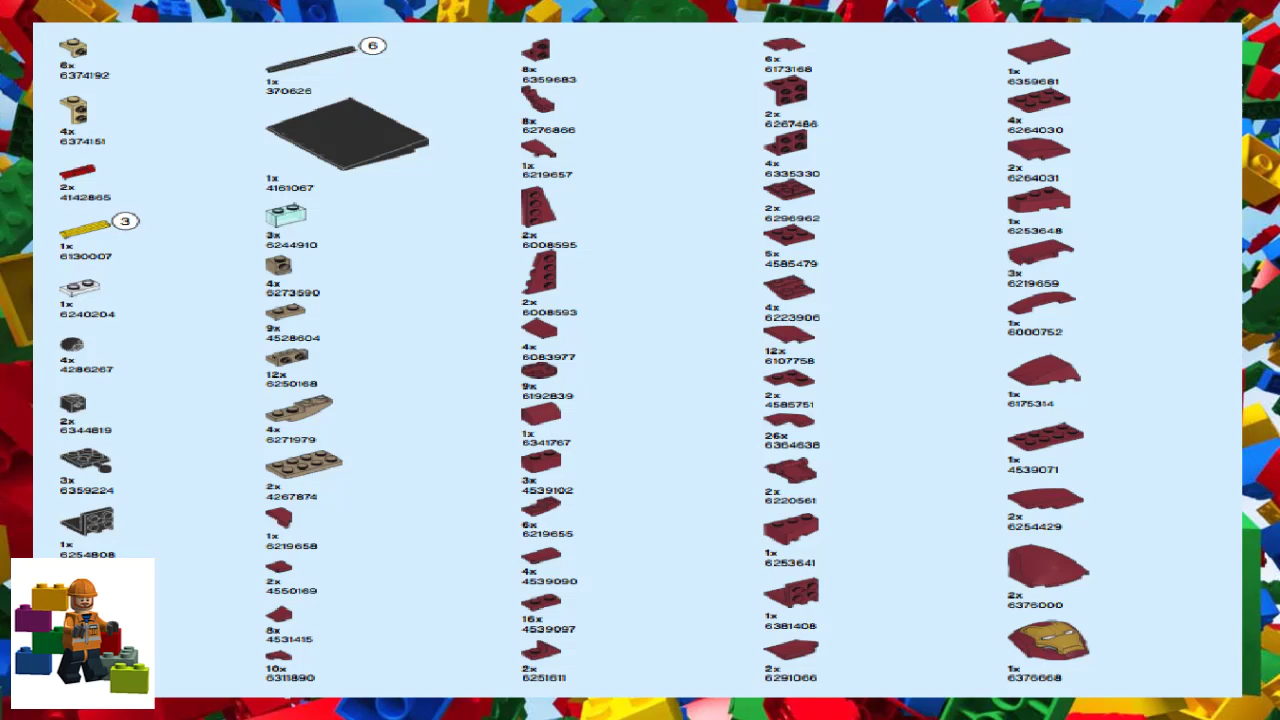 6x
6374192
4x
6374151
2x
4142865
3
1x
6130007
1x
6240204
4x
4286267
2x
6344819
3x
6359224
1x
6254808
6
1x
370626
1x
4161067
3x
6244910
4x
6273590
9x
4528604
12x
6250168
4x
6271979
2x
4267874
1x
6219658
2x
4550169
8x
4531415
10x
6311890
8x
6359683
8x
6276866
1x
6219657
2x
6008595
2x
6008593
4x
6083977
9x
6192839
1x
6341767
3x
4539102
6x
6219655
4x
4539090
16x
4539097
2x
6251611
6x
6173168
2x
6267486
4x
6335330
2x
6296962
5x
4585479
4x
6223906
12x
6107758
2x
4585751
26x
6364638
2x
6220561
1x
6253641
1x
6381408
2x
6291066
1x
6359681
4x
6264030
2x
6264031
1x
6253648
3x
6219659
1x
6000752
1x
6175314
1x
4539071
2x
6254429
2x
6376000
1x
6376668